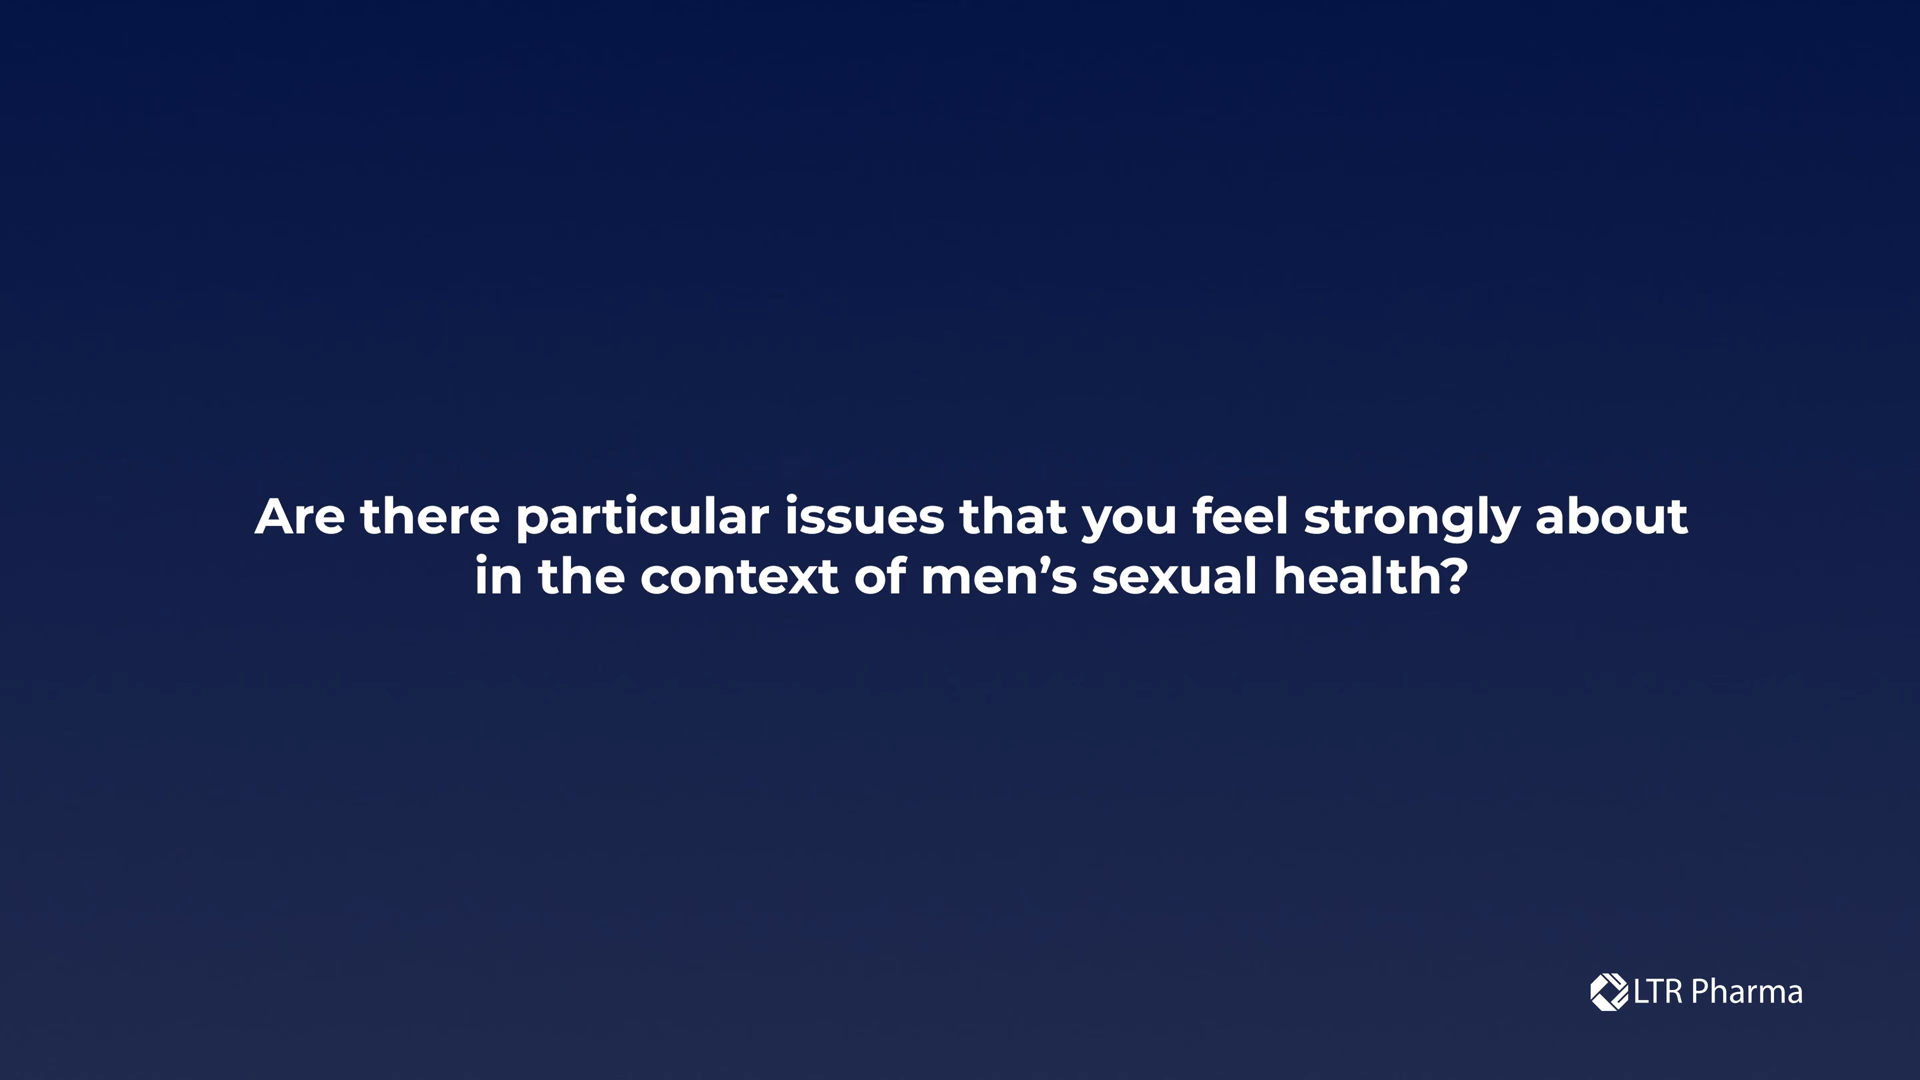 Are there particular issues that you feel strongly about
in the context of men’s sexual health?
LTR Pharma